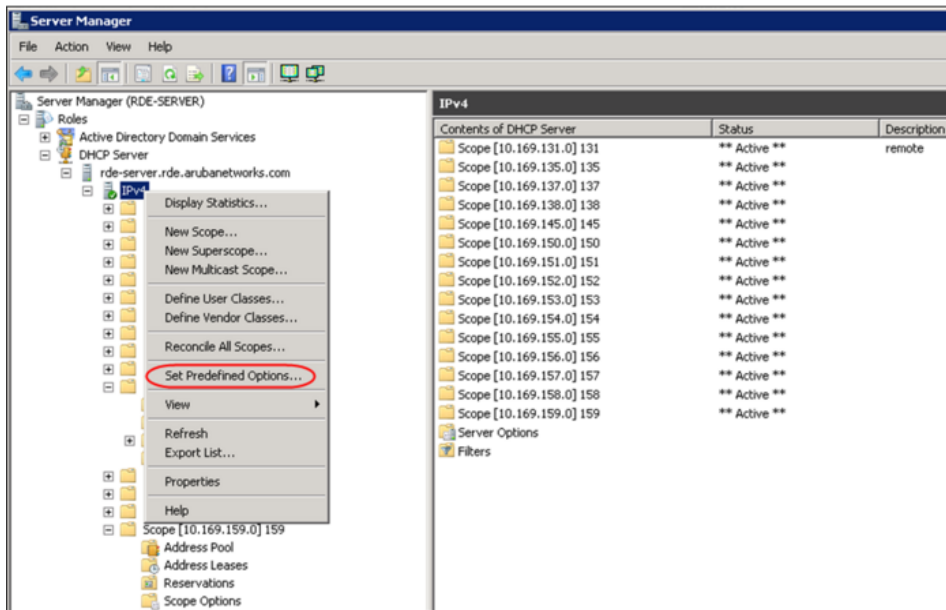 Server Manager
File Action View Help
Server Manager (RDE-SERVER)
Roles
Active Directory Domain Services
DHCP Server
rde-server.rde.arubanetworks.com
IPv4
Display Statistics...
New Scope...
New Superscope...
New Multicast Scope...
Define User Classes...
Define Vendor Classes...
Reconcile All Scopes...
Set Predefined Options...
View
Refresh
Export List...
Properties
Help
Scope [10.169.159.0] 159
Address Pool
Address Leases
Reservations
Scope Options
IPv4
Contents of DHCP Server Status Description
Scope [10.169.131.0] 131 ** Active ** remote
Scope [10.169.135.0] 135 ** Active **
Scope [10.169.137.0] 137 ** Active **
Scope [10.169.138.0] 138 ** Active **
Scope [10.169.145.0] 145 ** Active **
Scope [10.169.150.0] 150 ** Active **
Scope [10.169.151.0] 151 ** Active **
Scope [10.169.152.0] 152 ** Active **
Scope [10.169.153.0] 153 ** Active **
Scope [10.169.154.0] 154 ** Active **
Scope [10.169.155.0] 155 ** Active **
Scope [10.169.156.0] 156 ** Active **
Scope [10.169.157.0] 157 ** Active **
Scope [10.169.158.0] 158 ** Active **
Scope [10.169.159.0] 159 ** Active **
Server Options
Filters